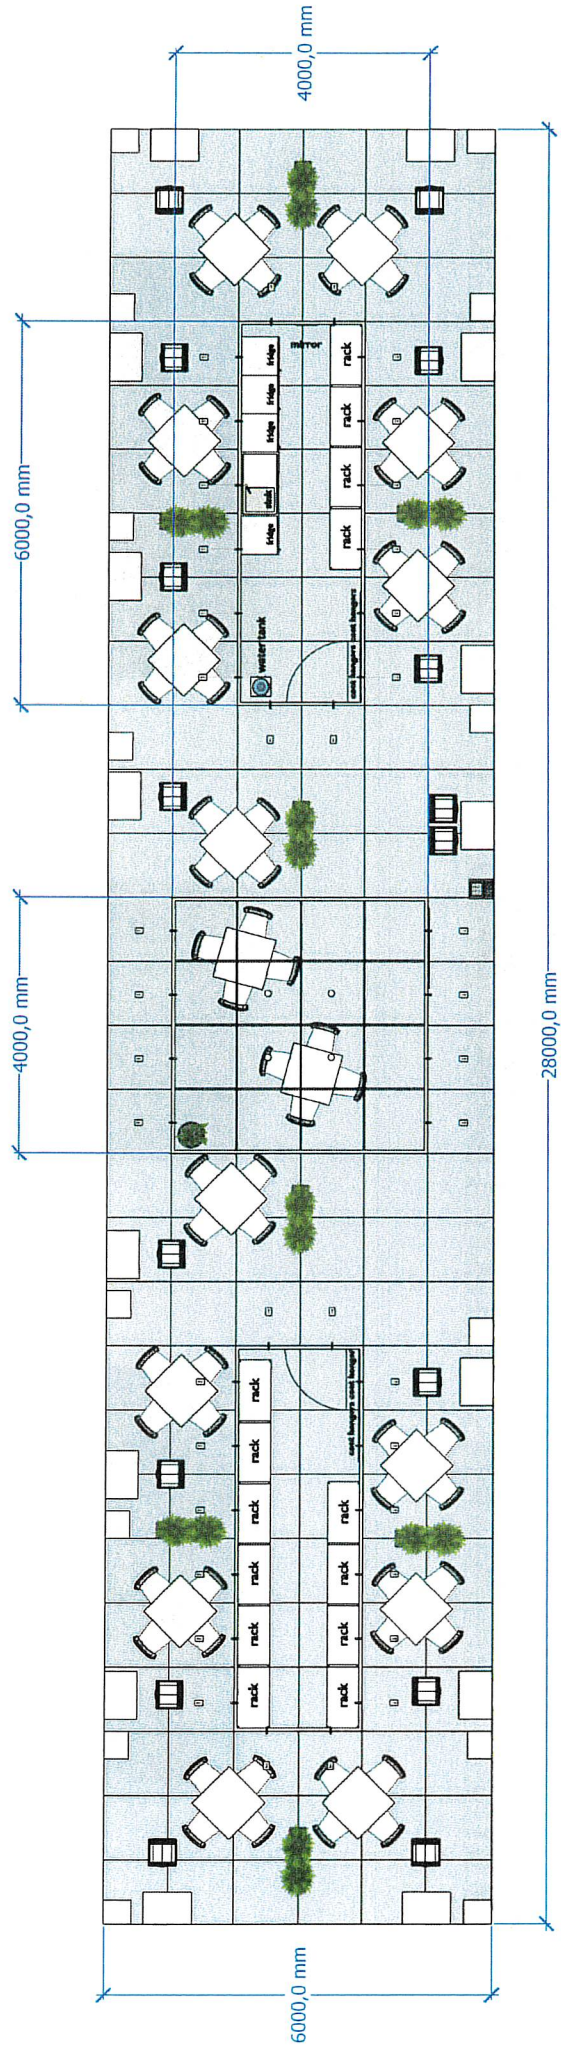 4000,0 mm
6000,0 mm
mirror
fridge
rack
fridge
rack
fridge
rack
sink
fridge
rack
water tank
coat hangers coat hangers
4000,0 mm
28000,0 mm
rack
coat hangers coat hanger
rack
rack
rack
rack
rack
rack
rack
rack
rack
6000,0 mm